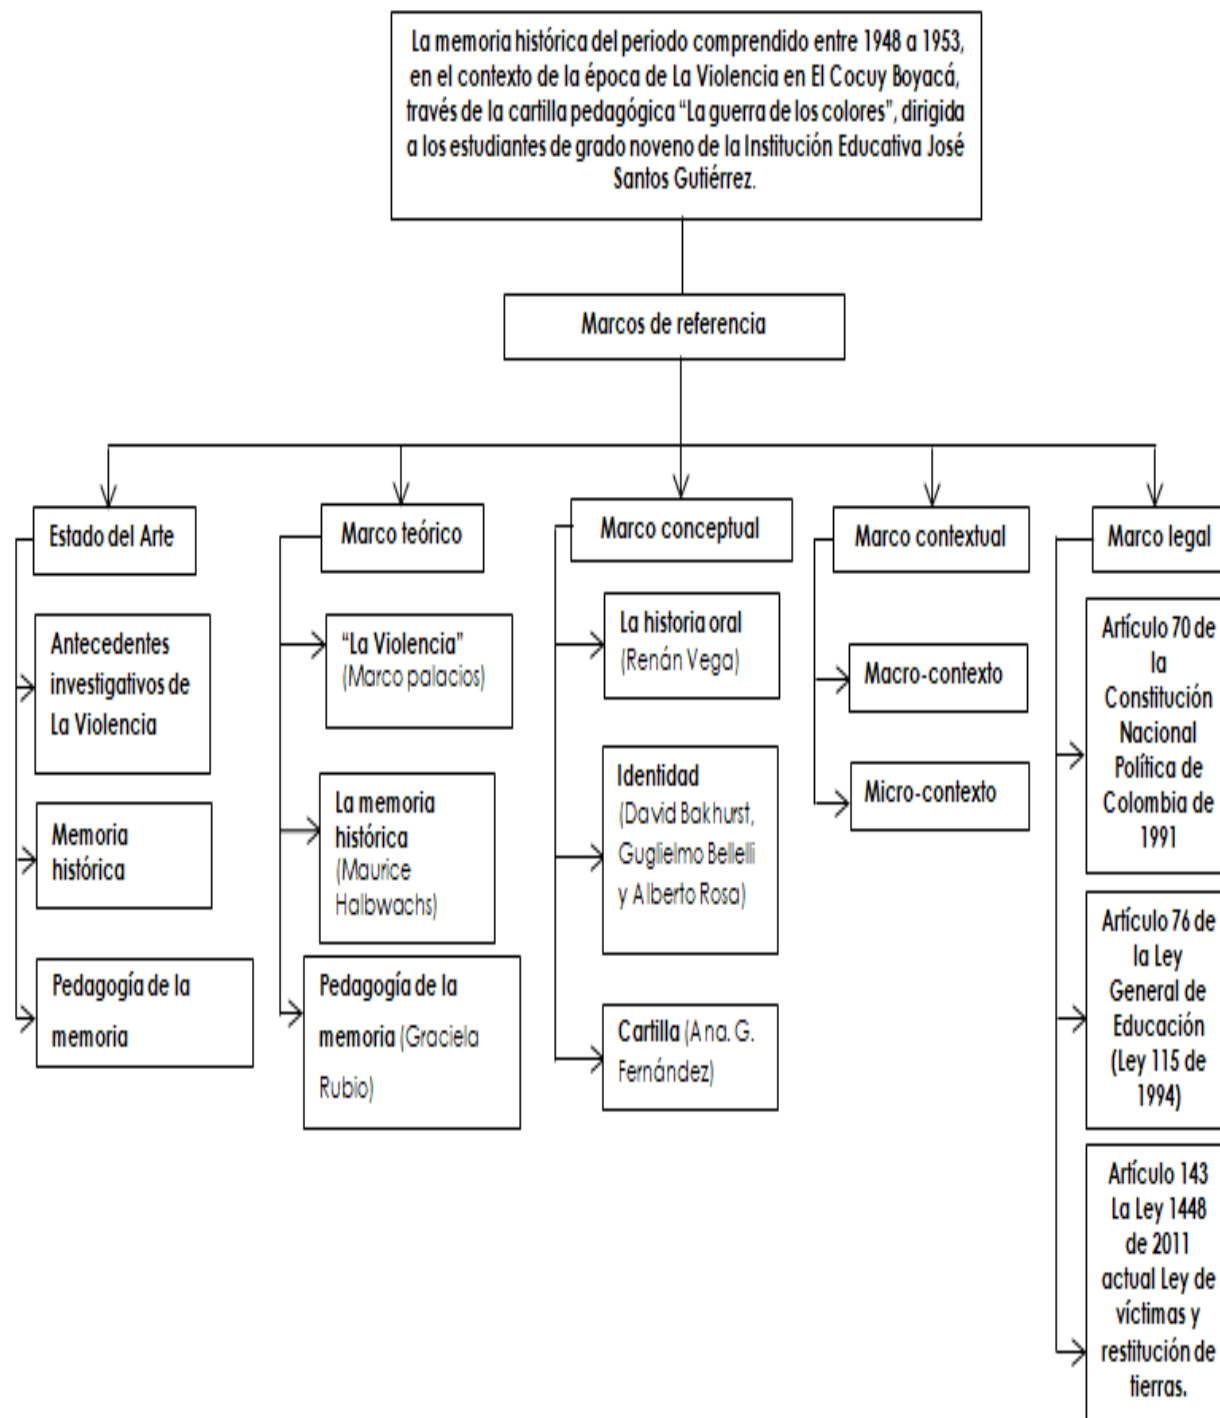 La memoria histórica del periodo comprendido entre 1948 a 1953,
en el contexto de la época de La Violencia en El Cocuy Boyacá,
través de la cartilla pedagógica “La guerra de los colores”, dirigida
a los estudiantes de grado noveno de la Institución Educativa José
Santos Gutiérrez.
Marcos de referencia
Estado del Arte
Antecedentes
investigativos de
La Violencia
Memoria
histórica
Pedagogía de la
memoria
Marco teórico
“La Violencia”
(Marco palacios)
La memoria
histórica
(Maurice
Halbwachs)
Pedagogía de la
memoria (Graciela
Rubio)
Marco conceptual
La historia oral
(Renán Vega)
Identidad
(David Bakhurst,
Guglielmo Bellelli
y Alberto Rosa)
Cartilla (Ana. G.
Fernández)
Marco contextual
Macro-contexto
Micro-contexto
Marco legal
Artículo 70 de
la
Constitución
Nacional
Política de
Colombia de
1991
Artículo 76 de
la Ley
General de
Educación
(Ley 115 de
1994)
Artículo 143
La Ley 1448
de 2011
actual Ley de
víctimas y
restitución de
tierras.